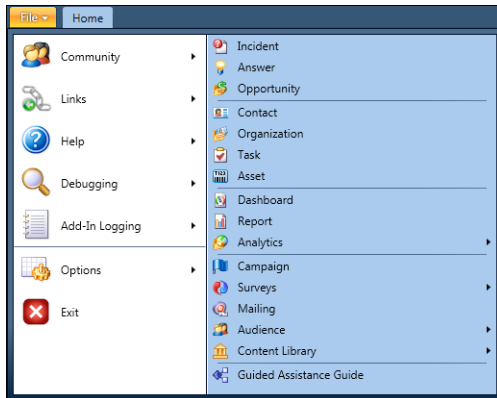 File
Home
Community
Links
Help
Debugging
Add-In Logging
Options
Exit
Incident
Answer
Opportunity
Contact
Organization
Task
Asset
Dashboard
Report
Analytics
Campaign
Surveys
Mailing
Audience
Content Library
Guided Assistance Guide